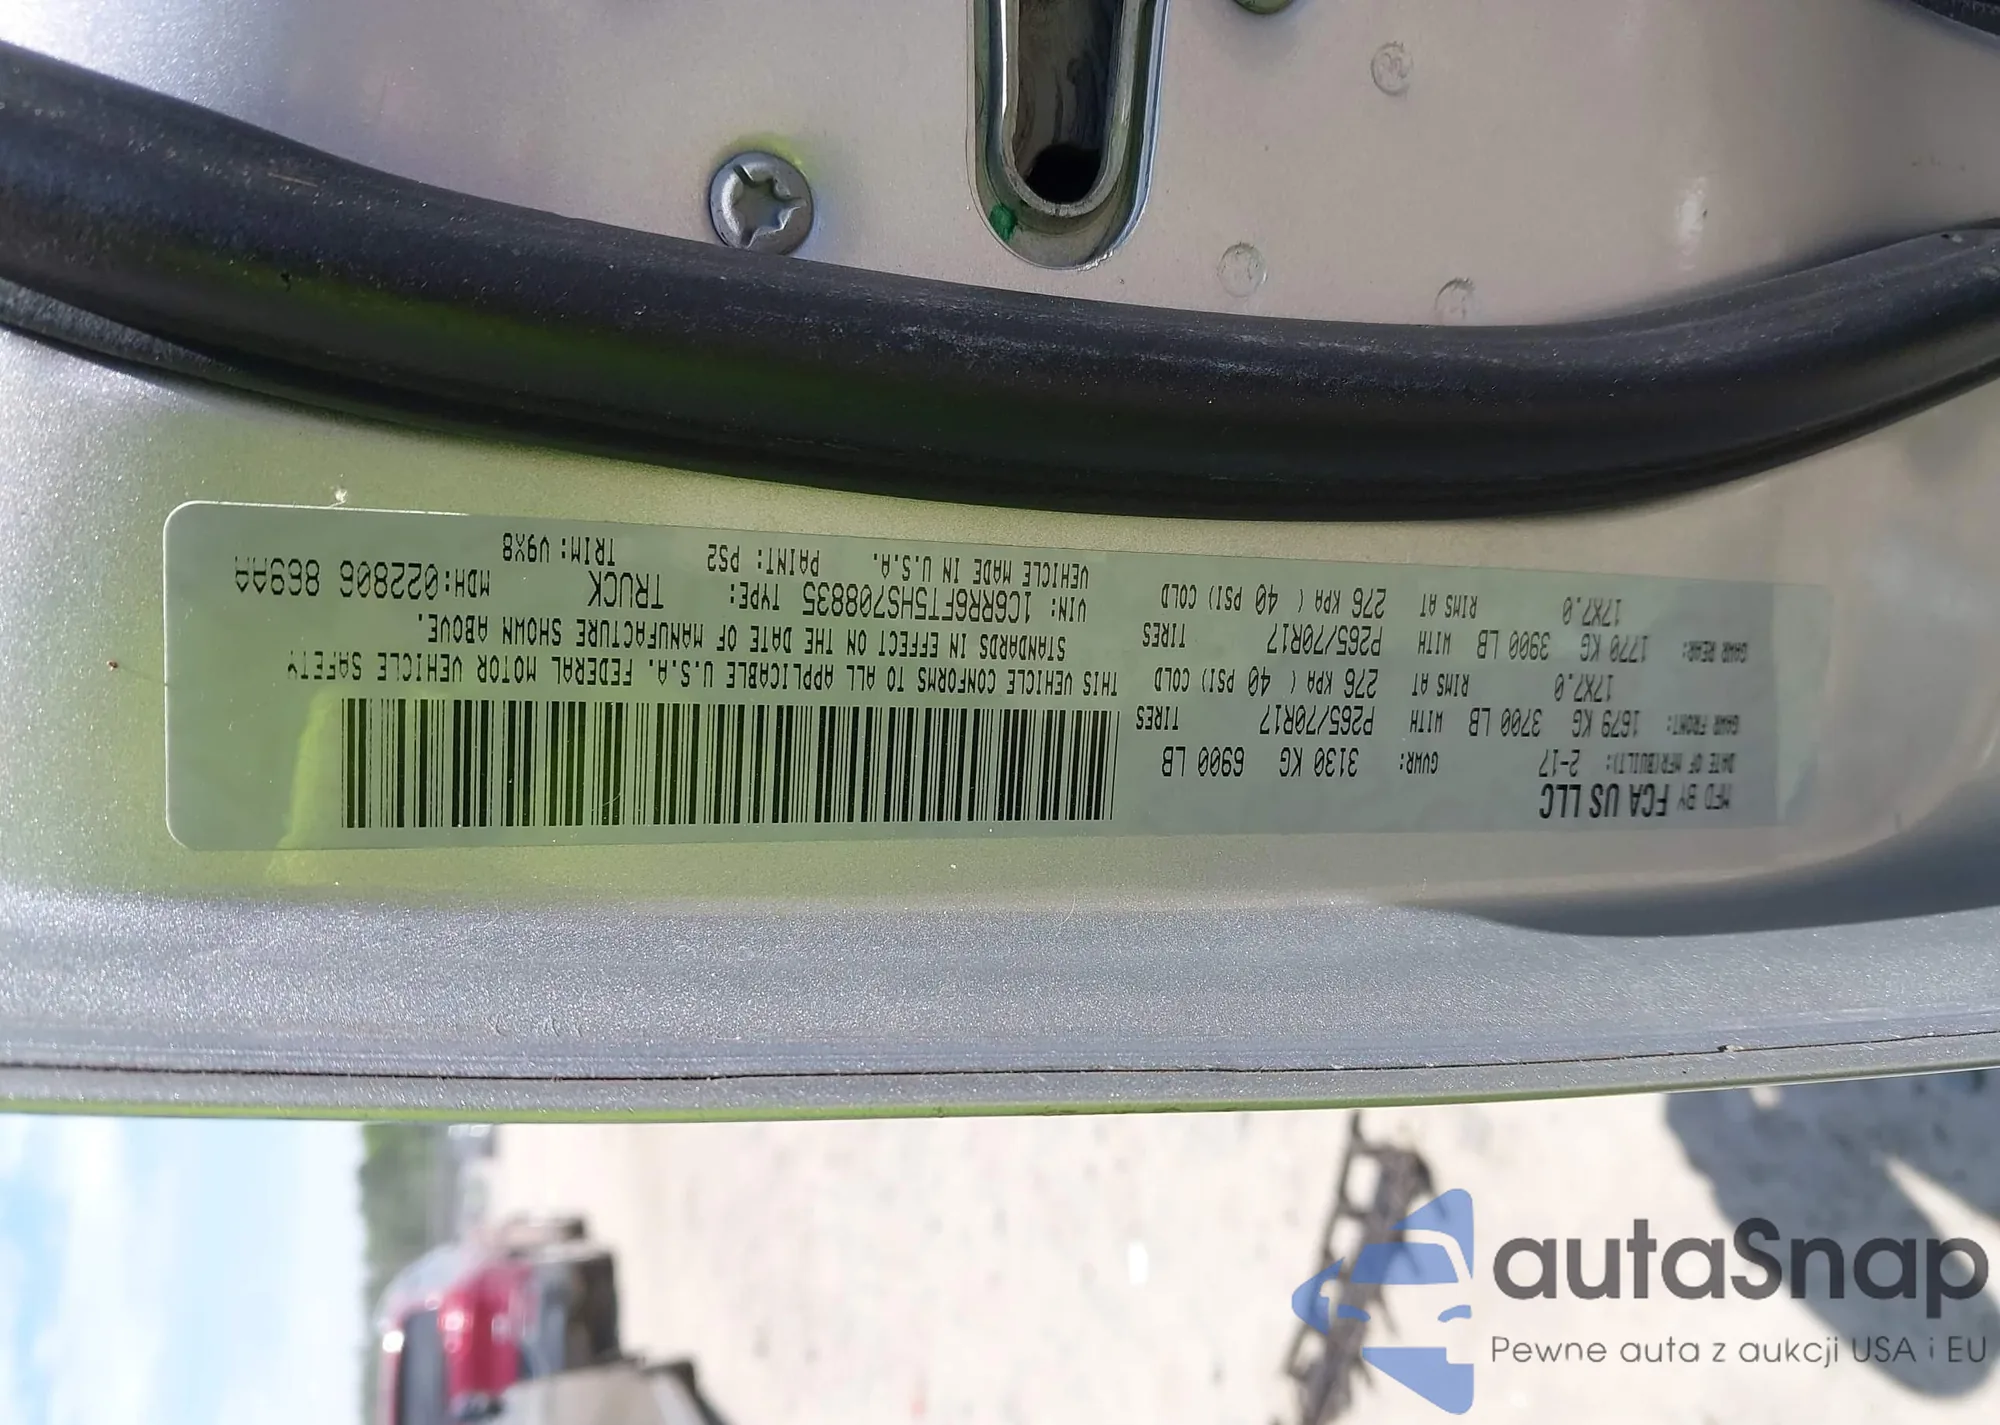 MFD BY FCA US LLC
DATE OF MFR(BUILT): 2-17 GVWR: 3130 KG 6900 LB
GAWR FRONT: 1679 KG 3700 LB WITH P265/70R17 TIRES
17X7.0 RIMS AT 276 KPA ( 40 PSI) COLD
GAWR REAR: 1770 KG 3900 LB WITH P265/70R17 TIRES
17X7.0 RIMS AT 276 KPA ( 40 PSI) COLD
THIS VEHICLE CONFORMS TO ALL APPLICABLE U.S.A. FEDERAL MOTOR VEHICLE SAFETY
STANDARDS IN EFFECT ON THE DATE OF MANUFACTURE SHOWN ABOVE.
VIN: 1C6RR6FT5HS708835 TYPE: TRUCK MDH:022806 869AA
VEHICLE MADE IN U.S.A. PAINT: PS2 TRIM: V9X8
autaSnap
Pewne auta z aukcji USA i EU